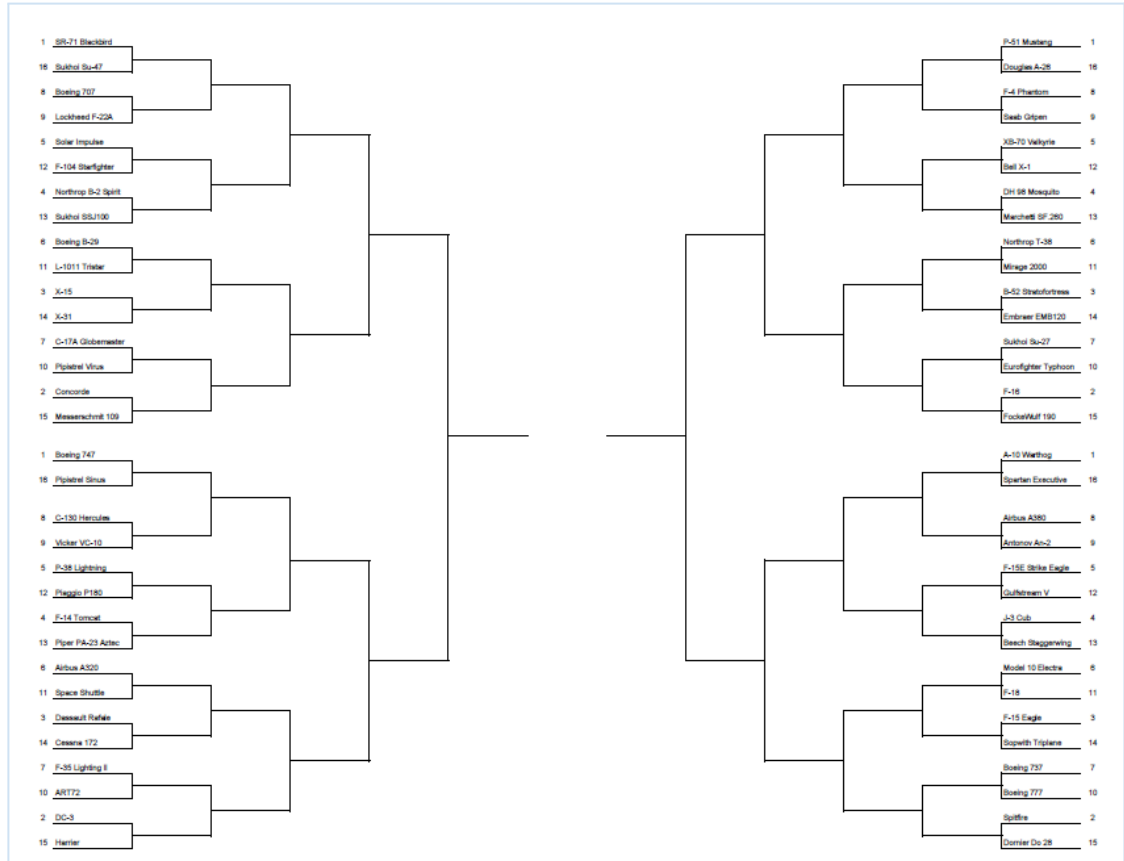 1 SR-71 Blackbird
16 Sukhoi Su-47
8 Boeing 707
9 Lockheed F-22A
5 Solar Impulse
12 F-104 Starfighter
4 Northrop B-2 Spirit
13 Sukhoi SSJ100
6 Boeing B-29
11 L-1011 Tristar
3 X-15
14 X-31
7 C-17A Globemaster
10 Pipistrel Virus
2 Concorde
15 Messerschmit 109
1 Boeing 747
16 Pipistrel Sinus
8 C-130 Hercules
9 Vicker VC-10
5 P-38 Lightning
12 Piaggio P180
4 F-14 Tomcat
13 Piper PA-23 Aztec
6 Airbus A320
11 Space Shuttle
3 Dassault Rafale
14 Cessna 172
7 F-35 Lighting II
10 ART72
2 DC-3
15 Harrier
P-51 Mustang 1
Douglas A-26 16
F-4 Phantom 8
Saab Gripen 9
XB-70 Valkyrie 5
Bell X-1 12
DH 98 Mosquito 4
Marchetti SF.260 13
Northrop T-38 6
Mirage 2000 11
B-52 Stratofortress 3
Embraer EMB120 14
Sukhoi Su-27 7
Eurofighter Typhoon 10
F-16 2
FockeWulf 190 15
A-10 Warthog 1
Spartan Executive 16
Airbus A380 8
Antonov An-2 9
F-15E Strike Eagle 5
Gulfstream V 12
J-3 Cub 4
Beech Staggerwing 13
Model 10 Electra 6
F-18 11
F-15 Eagle 3
Sopwith Triplane 14
Boeing 737 7
Boeing 777 10
Spitfire 2
Dornier Do 28 15